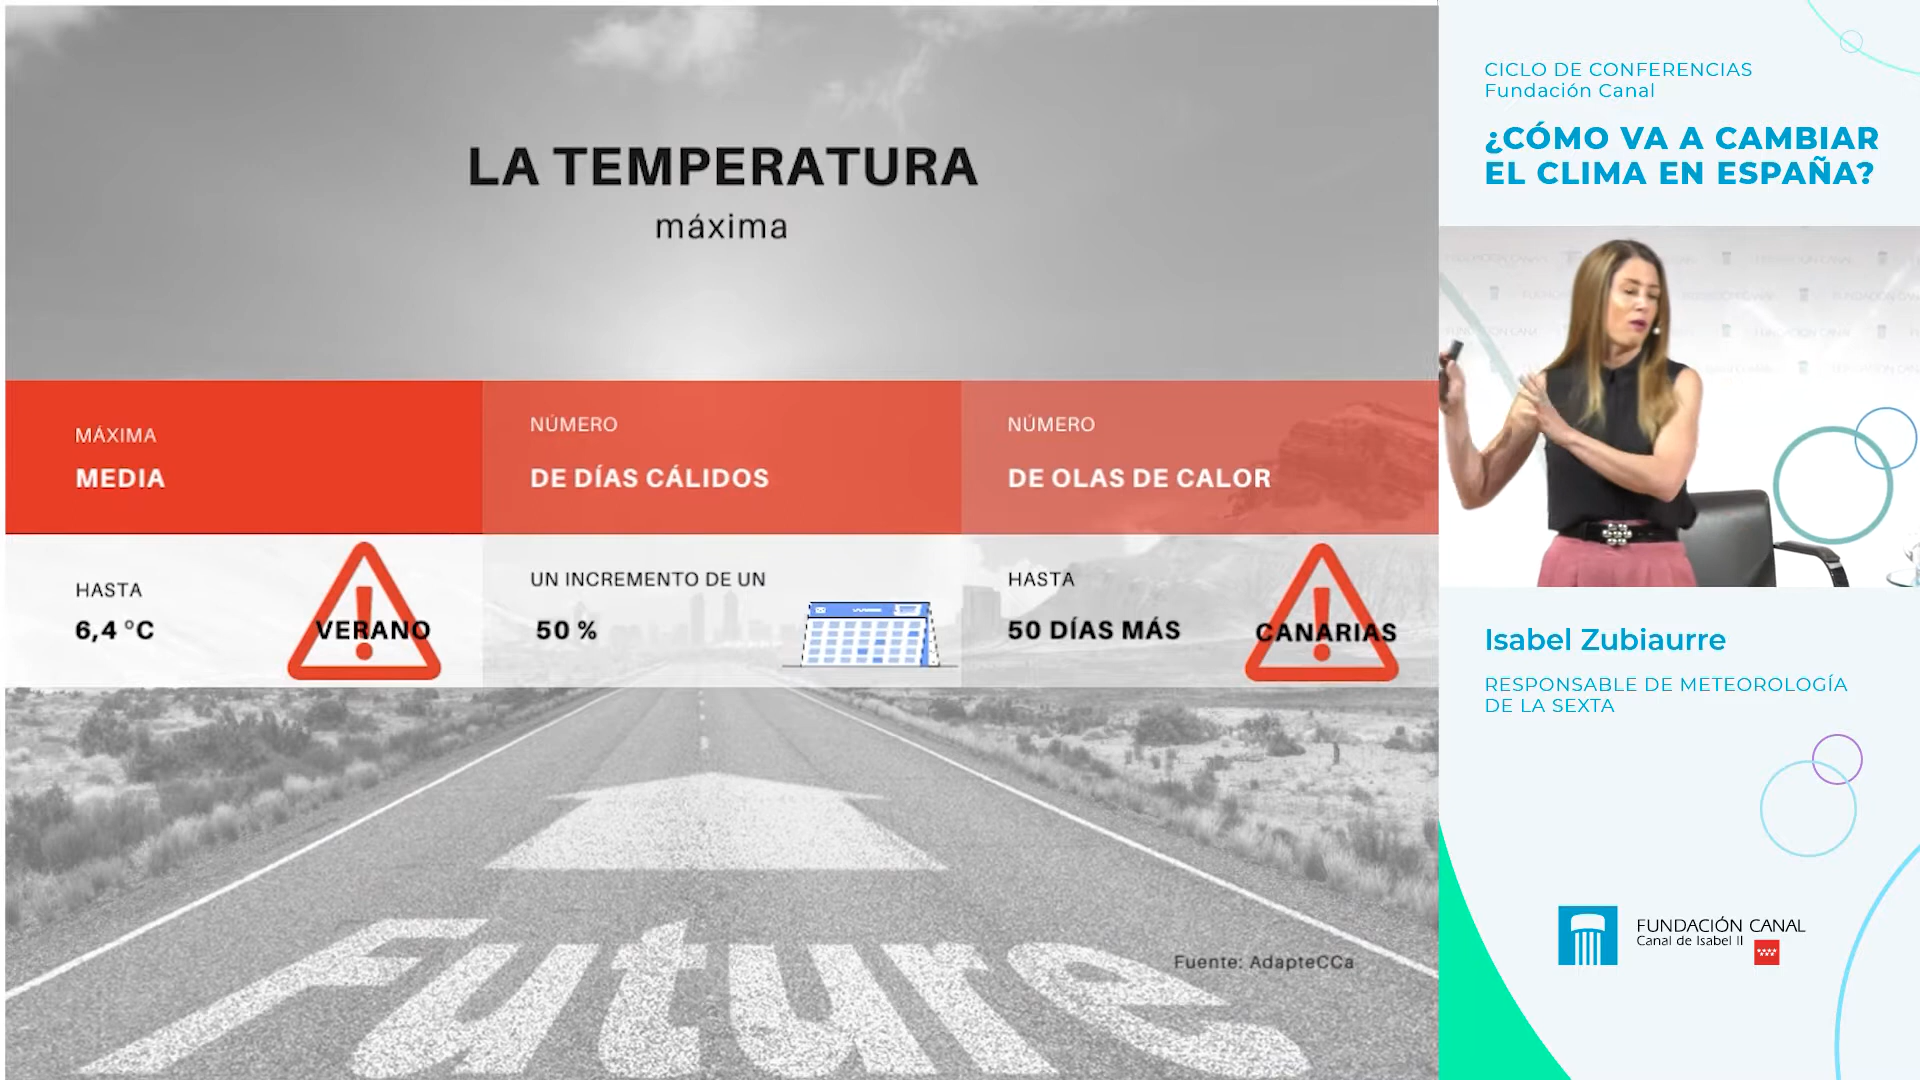 LA TEMPERATURA
máxima
MÁXIMA
MEDIA
NÚMERO
DE DÍAS CÁLIDOS
NÚMERO
DE OLAS DE CALOR
HASTA
6,4 ºC
VERANO
UN INCREMENTO DE UN
50 %
HASTA
50 DÍAS MÁS
CANARIAS
Future
Fuente: AdapteCCa
CICLO DE CONFERENCIAS
Fundación Canal
¿CÓMO VA A CAMBIAR
EL CLIMA EN ESPAÑA?
Isabel Zubiaurre
RESPONSABLE DE METEOROLOGÍA
DE LA SEXTA
FUNDACIÓN CANAL
Canal de Isabel II